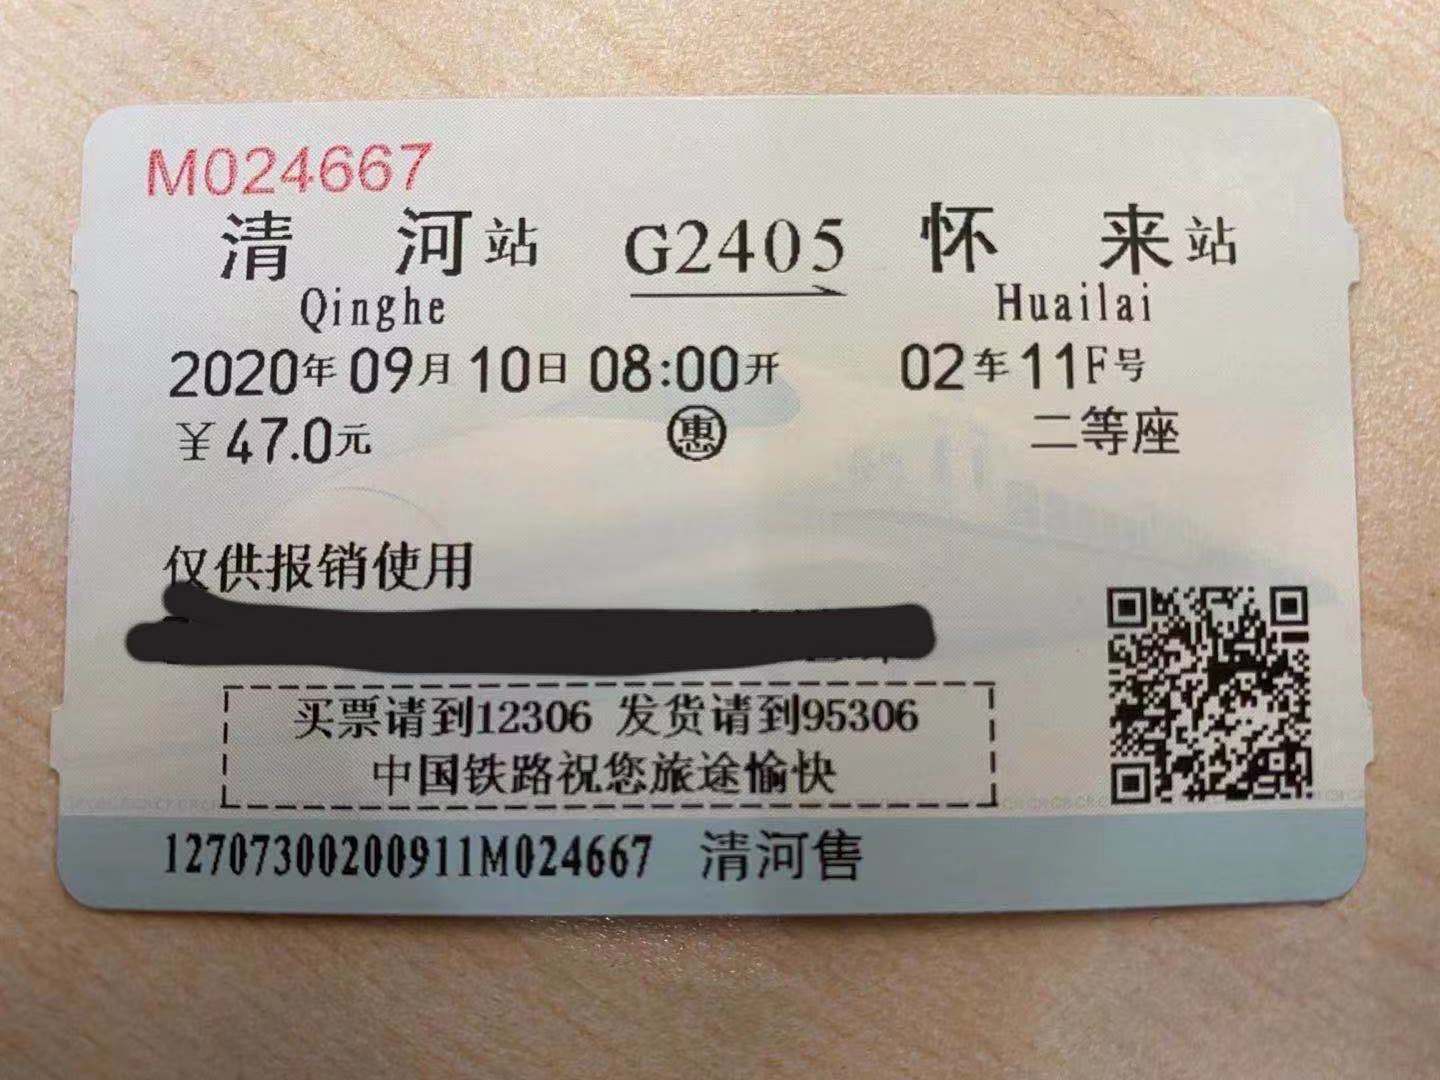 M024667
清河站 G2405 怀来站
Qinghe Huailai
2020年09月10日 08:00开 02车11F号
￥47.0元 惠 二等座
仅供报销使用
买票请到12306 发货请到95306
中国铁路祝您旅途愉快
12707300200911M024667 清河售